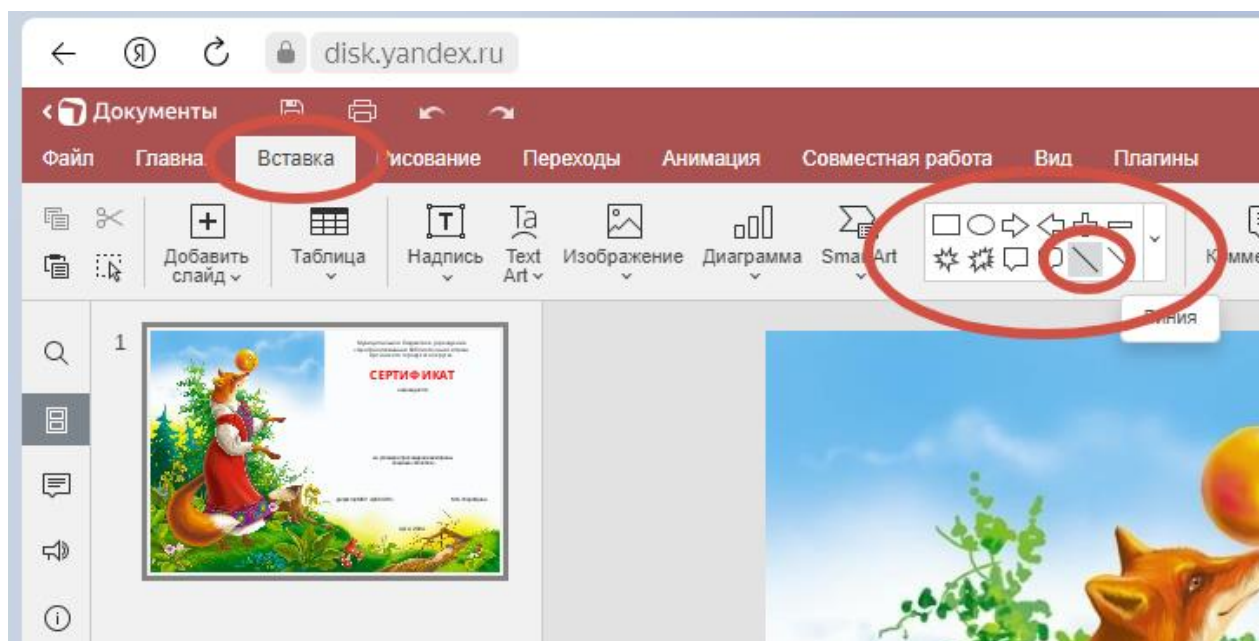 disk.yandex.ru
Документы
Файл Главна Вставка исование Переходы Анимация Совместная работа Вид Плагины
Добавить слайд
Таблица
Надпись
Text Art
Изображение
Диаграмма
SmartArt
Линия
1
СЕРТИФИКАТ